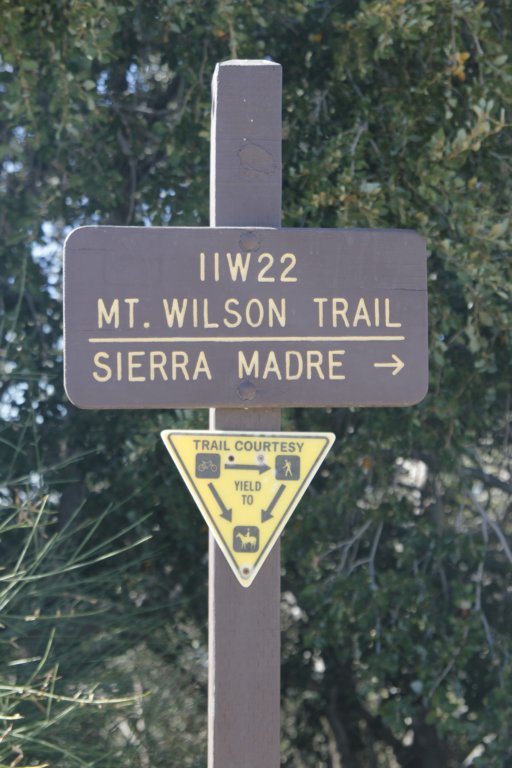 11W22
MT. WILSON TRAIL
SIERRA MADRE →
TRAIL COURTESY
YIELD
TO